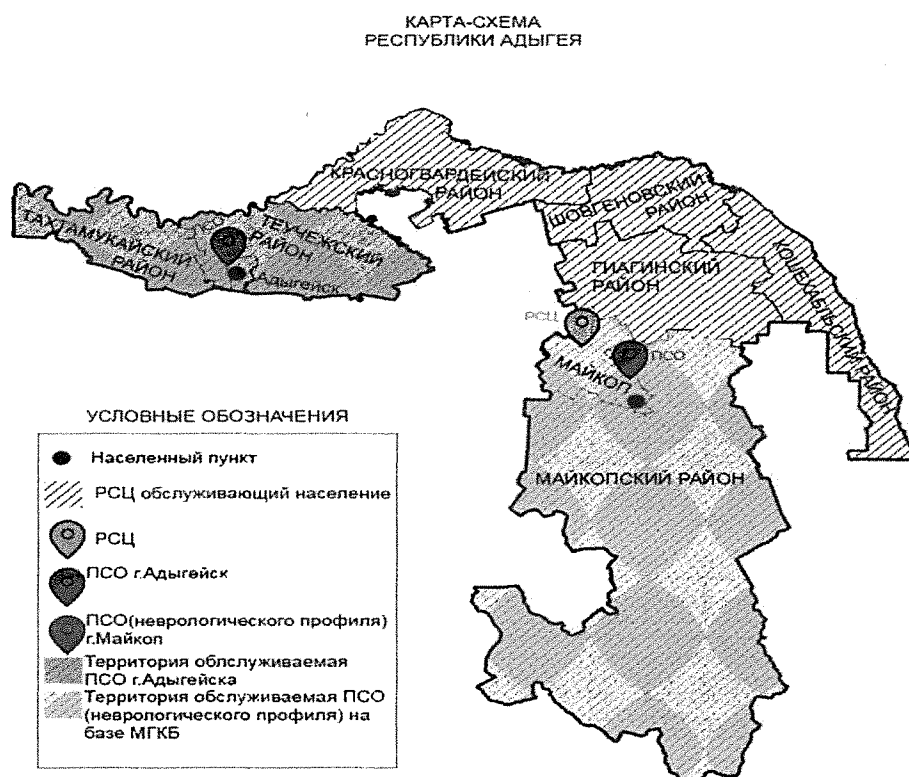 КАРТА-СХЕМА
РЕСПУБЛИКИ АДЫГЕЯ
КРАСНОГВАРДЕЙСКИЙ
РАЙОН
ШОВГЕНОВСКИЙ
РАЙОН
ТАХТАМУКАЙСКИЙ
РАЙОН
ПСО
ТЕУЧЕЖСКИЙ
РАЙОН
Адыгейск
КОШЕХАБЛЬСКИЙ РАЙОН
ГИАГИНСКИЙ
РАЙОН
РСЦ
ПСО
МАЙКОП
МАЙКОПСКИЙ РАЙОН
УСЛОВНЫЕ ОБОЗНАЧЕНИЯ
Населенный пункт
РСЦ обслуживающий население
РСЦ
ПСО г.Адыгейск
ПСО(неврологического профиля)
г.Майкоп
Территория облслуживаемая
ПСО г.Адыгейска
Территория обслуживаемая ПСО
(неврологического профиля) на
базе МГКБ